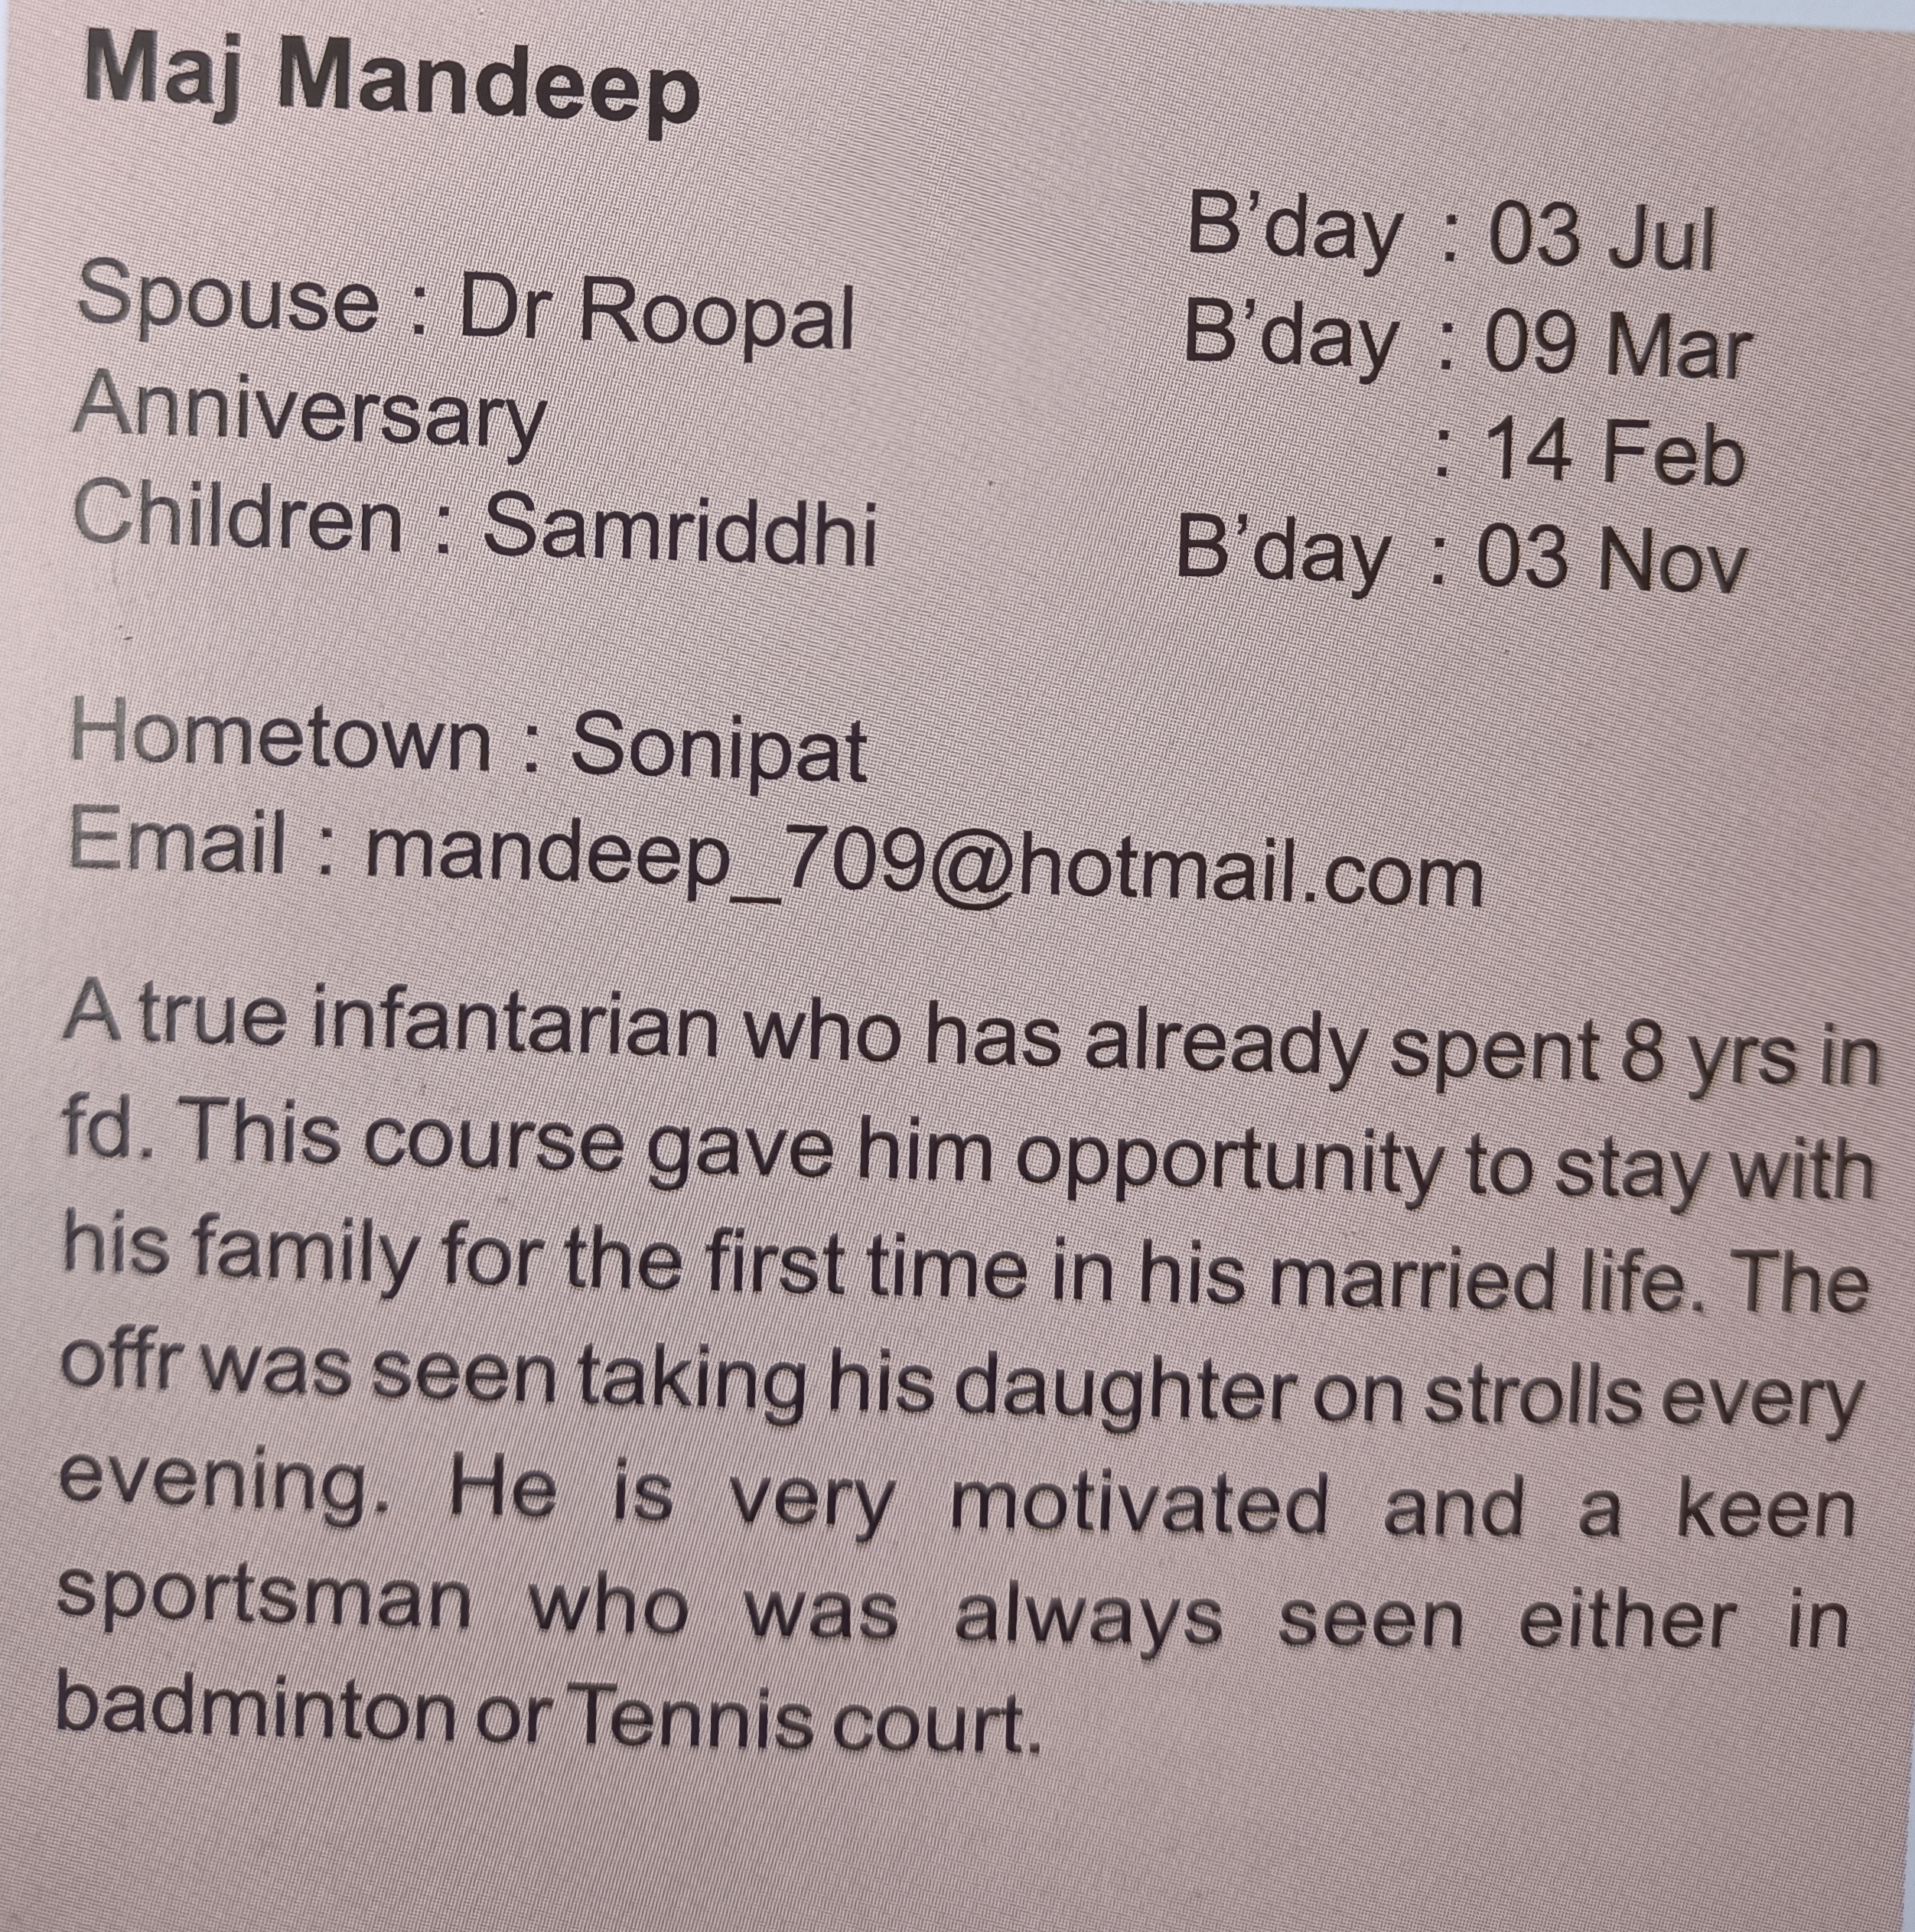 Maj Mandeep
B'day : 03 Jul
Spouse : Dr Roopal B'day : 09 Mar
Anniversary : 14 Feb
Children : Samriddhi B'day : 03 Nov
Hometown : Sonipat
Email : mandeep_709@hotmail.com
A true infantarian who has already spent 8 yrs in
fd. This course gave him opportunity to stay with
his family for the first time in his married life. The
offr was seen taking his daughter on strolls every
evening. He is very motivated and a keen
sportsman who was always seen either in
badminton or Tennis court.